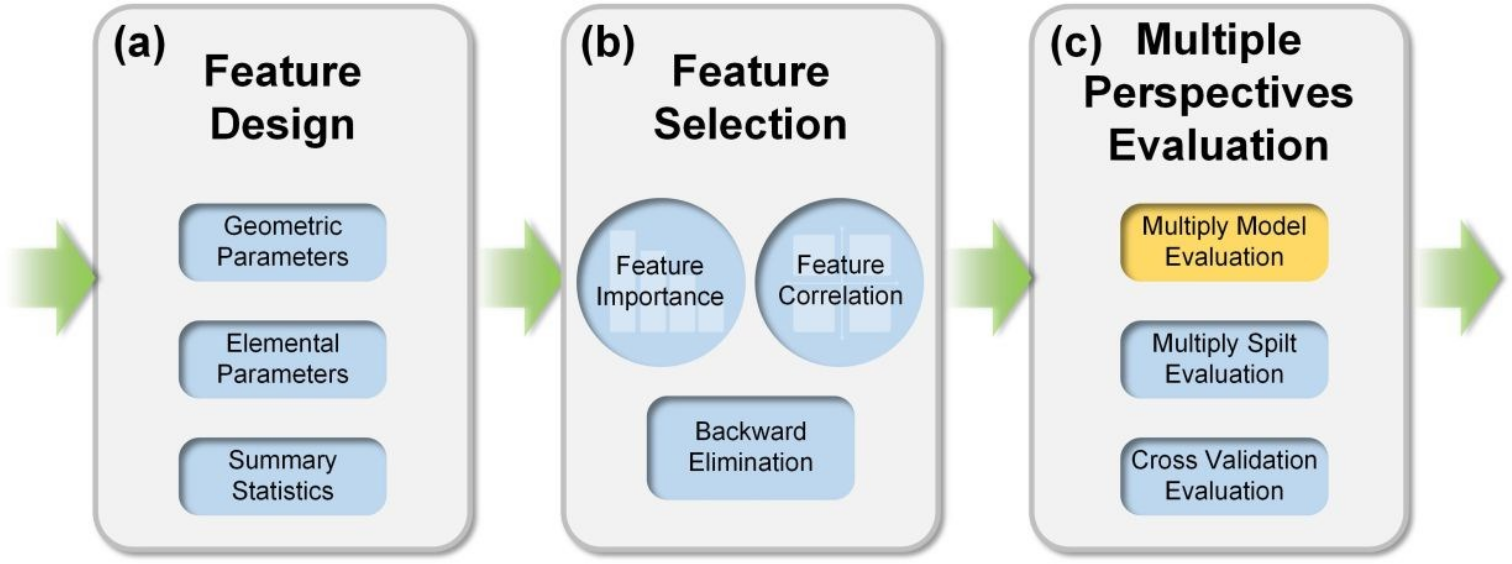 (a)
Feature
Design
Geometric
Parameters
Elemental
Parameters
Summary
Statistics
(b)
Feature
Selection
Feature
Importance
Feature
Correlation
Backward
Elimination
(c)
Multiple
Perspectives
Evaluation
Multiply Model
Evaluation
Multiply Spilt
Evaluation
Cross Validation
Evaluation